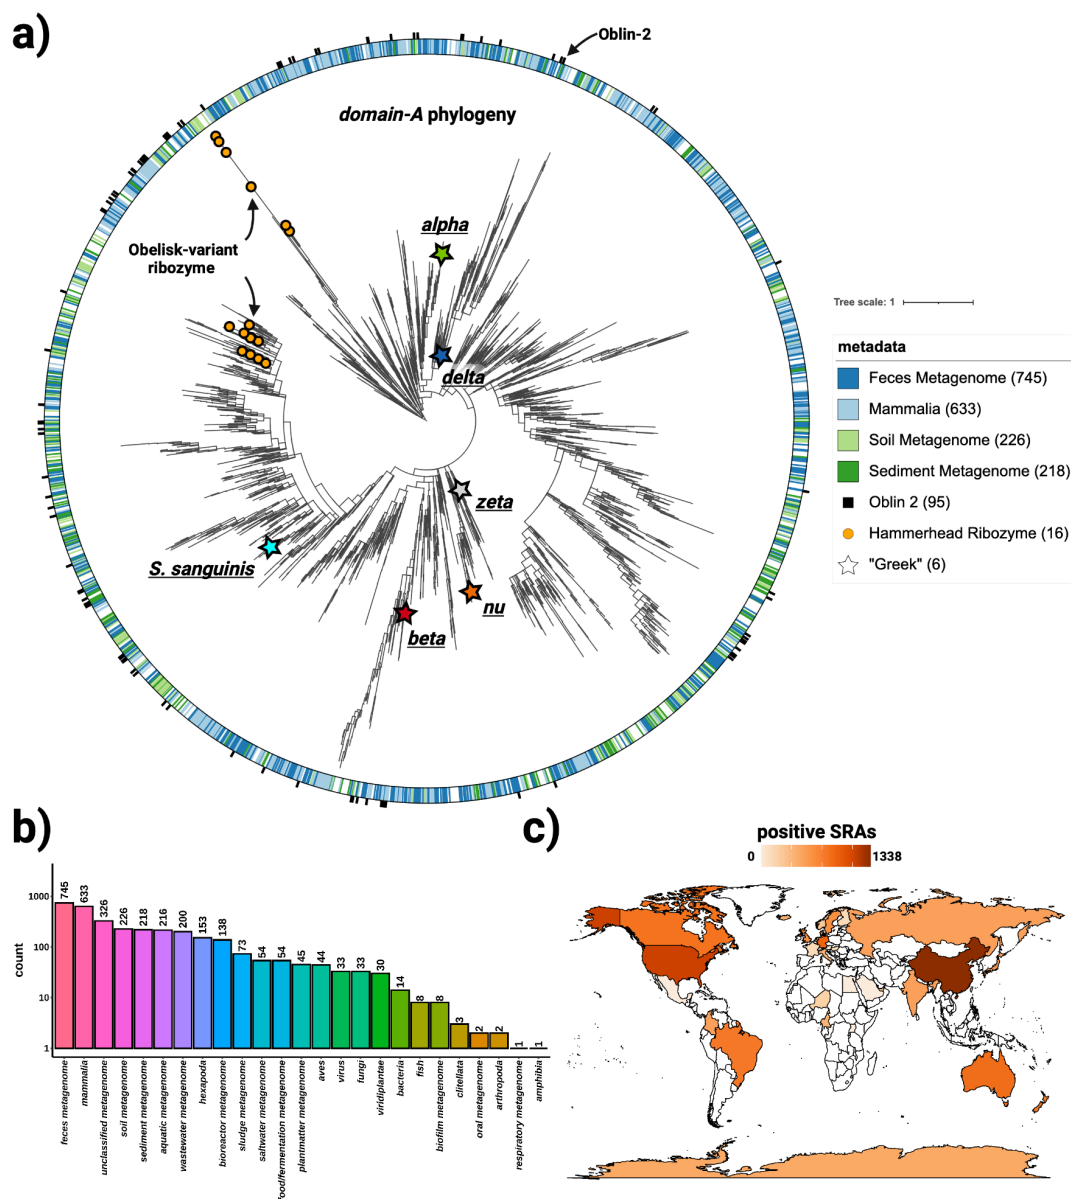 a)
Oblin-2
domain-A phylogeny
alpha
Obelisk-variant
ribozyme
delta
zeta
S. sanguinis
nu
beta
Tree scale: 1
metadata
Feces Metagenome (745)
Mammalia (633)
Soil Metagenome (226)
Sediment Metagenome (218)
Oblin 2 (95)
Hammerhead Ribozyme (16)
"Greek" (6)
b)
count
1000
100
10
1
745
633
326
226
218
216
200
153
138
73
54
54
45
44
33
33
30
14
8
8
3
2
2
1
1
feces metagenome
mammalia
unclassified metagenome
soil metagenome
sediment metagenome
aquatic metagenome
wastewater metagenome
hexapoda
bioreactor metagenome
sludge metagenome
saltwater metagenome
food/fermentation metagenome
plantmatter metagenome
aves
virus
fungi
viridiplantae
bacteria
fish
biofilm metagenome
clitellata
oral metagenome
arthropoda
respiratory metagenome
amphibia
c)
positive SRAs
0
1338